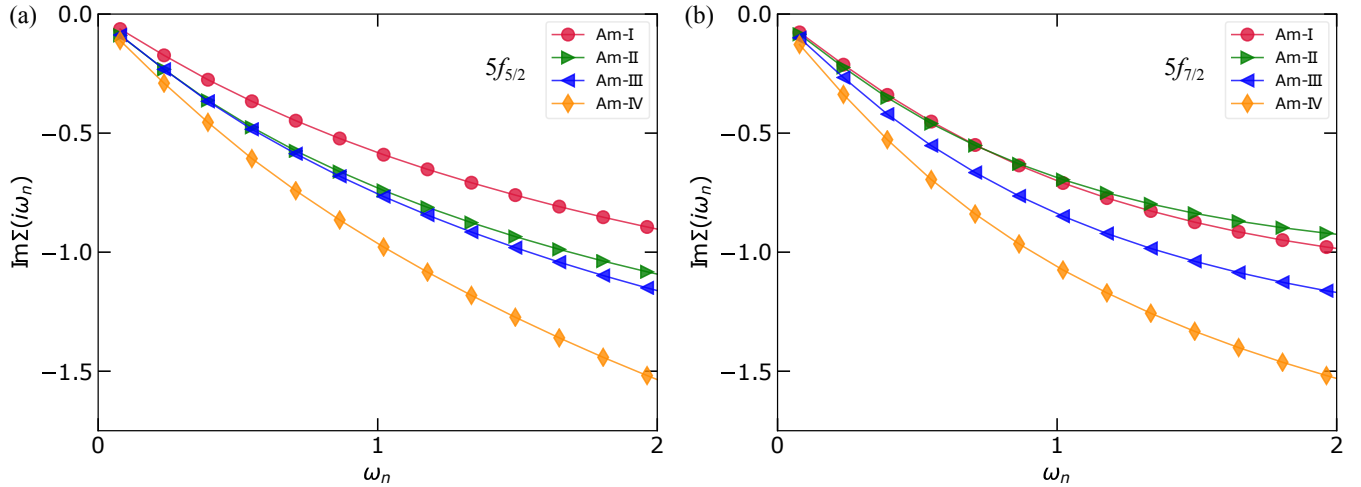 (a)
0.0
−0.5
−1.0
−1.5
𝕀mΣ(iωₙ)
5f₅/₂
Am-I
Am-II
Am-III
Am-IV
0
1
2
ωₙ
(b)
0.0
−0.5
−1.0
−1.5
𝕀mΣ(iωₙ)
5f₇/₂
Am-I
Am-II
Am-III
Am-IV
0
1
2
ωₙ